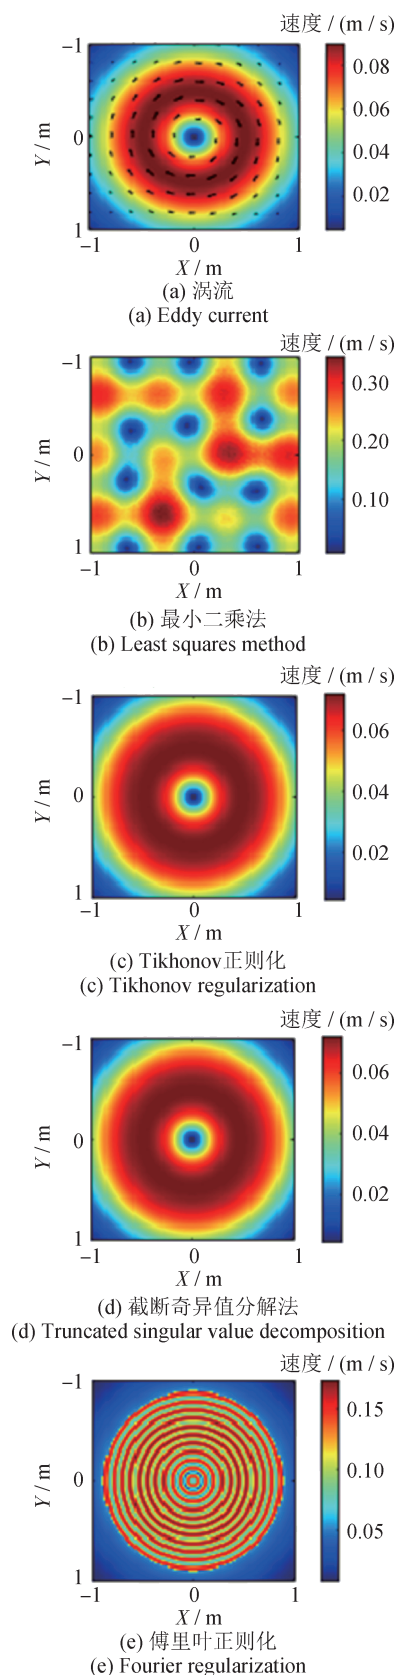 速度 / (m / s)
−1
0.08
0.06
Y / m
0
0.04
0.02
1
−1
0
1
X / m
(a) 涡流
(a) Eddy current
速度 / (m / s)
−1
0.30
Y / m
0
0.20
0.10
1
−1
0
1
X / m
(b) 最小二乘法
(b) Least squares method
速度 / (m / s)
−1
0.06
Y / m
0
0.04
0.02
1
−1
0
1
X / m
(c) Tikhonov正则化
(c) Tikhonov regularization
速度 / (m / s)
−1
0.06
Y / m
0
0.04
0.02
1
−1
0
1
X / m
(d) 截断奇异值分解法
(d) Truncated singular value decomposition
速度 / (m / s)
−1
0.15
Y / m
0
0.10
0.05
1
−1
0
1
X / m
(e) 傅里叶正则化
(e) Fourier regularization